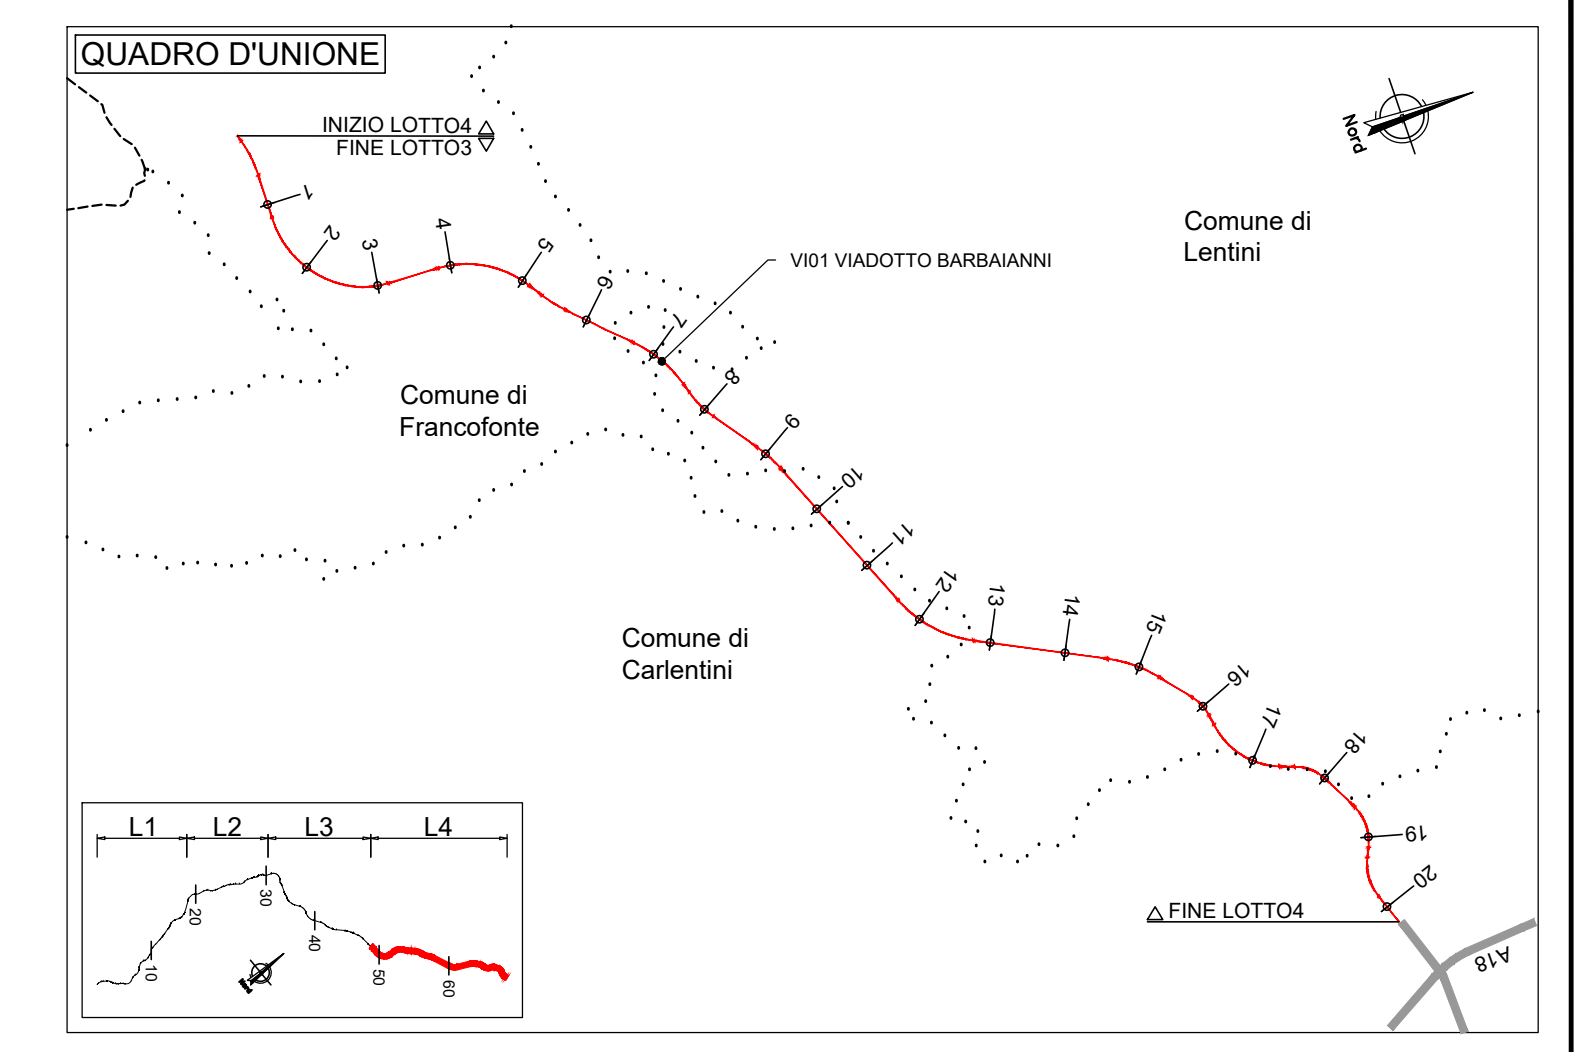 QUADRO D'UNIONE
INIZIO LOTTO4
FINE LOTTO3
Nord
Comune di
Lentini
VI01 VIADOTTO BARBAIANNI
1
2
3
4
5
6
7
8
9
10
11
12
13
14
15
16
17
18
19
20
Comune di
Francofonte
Comune di
Carlentini
FINE LOTTO4
A18
L1
L2
L3
L4
10
20
30
40
50
60